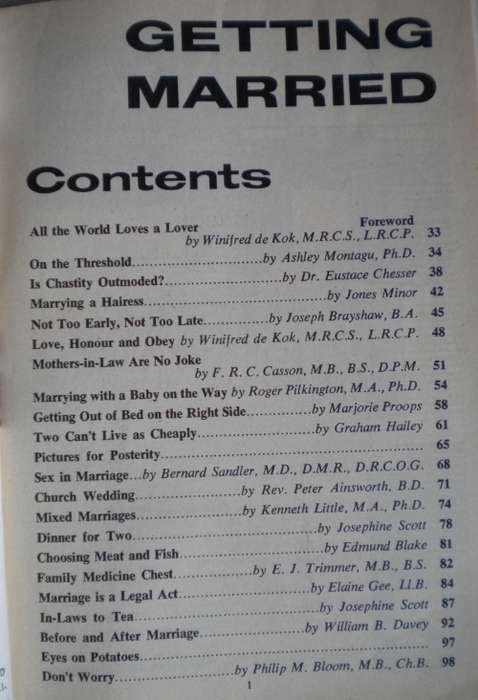 GETTING
MARRIED
Contents
All the World Loves a Lover Foreword
by Winifred de Kok, M.R.C.S., L.R.C.P. 33
On the Threshold..............................by Ashley Montagu, Ph.D. 34
Is Chastity Outmoded?...........................by Dr. Eustace Chesser 38
Marrying a Hairess........................................by Jones Minor 42
Not Too Early, Not Too Late...............by Joseph Brayshaw, B.A. 45
Love, Honour and Obey by Winifred de Kok, M.R.C.S., L.R.C.P. 48
Mothers-in-Law Are No Joke
by F. R. C. Casson, M.B., B.S., D.P.M. 51
Marrying with a Baby on the Way by Roger Pilkington, M.A., Ph.D. 54
Getting Out of Bed on the Right Side...............by Marjorie Proops 58
Two Can't Live as Cheaply...........................by Graham Hailey 61
Pictures for Posterity................................................... 65
Sex in Marriage...by Bernard Sandler, M.D., D.M.R., D.R.C.O.G. 68
Church Wedding........................by Rev. Peter Ainsworth, B.D. 71
Mixed Marriages........................by Kenneth Little, M.A., Ph.D. 74
Dinner for Two..........................................by Josephine Scott 78
Choosing Meat and Fish..............................by Edmund Blake 81
Family Medicine Chest..................by E. J. Trimmer, M.B., B.S. 82
Marriage is a Legal Act..............................by Elaine Gee, Ll.B. 84
In-Laws to Tea..........................................by Josephine Scott 87
Before and After Marriage........................by William B. Davey 92
Eyes on Potatoes......................................................... 97
Don't Worry...........................by Philip M. Bloom, M.B., Ch.B. 98
1